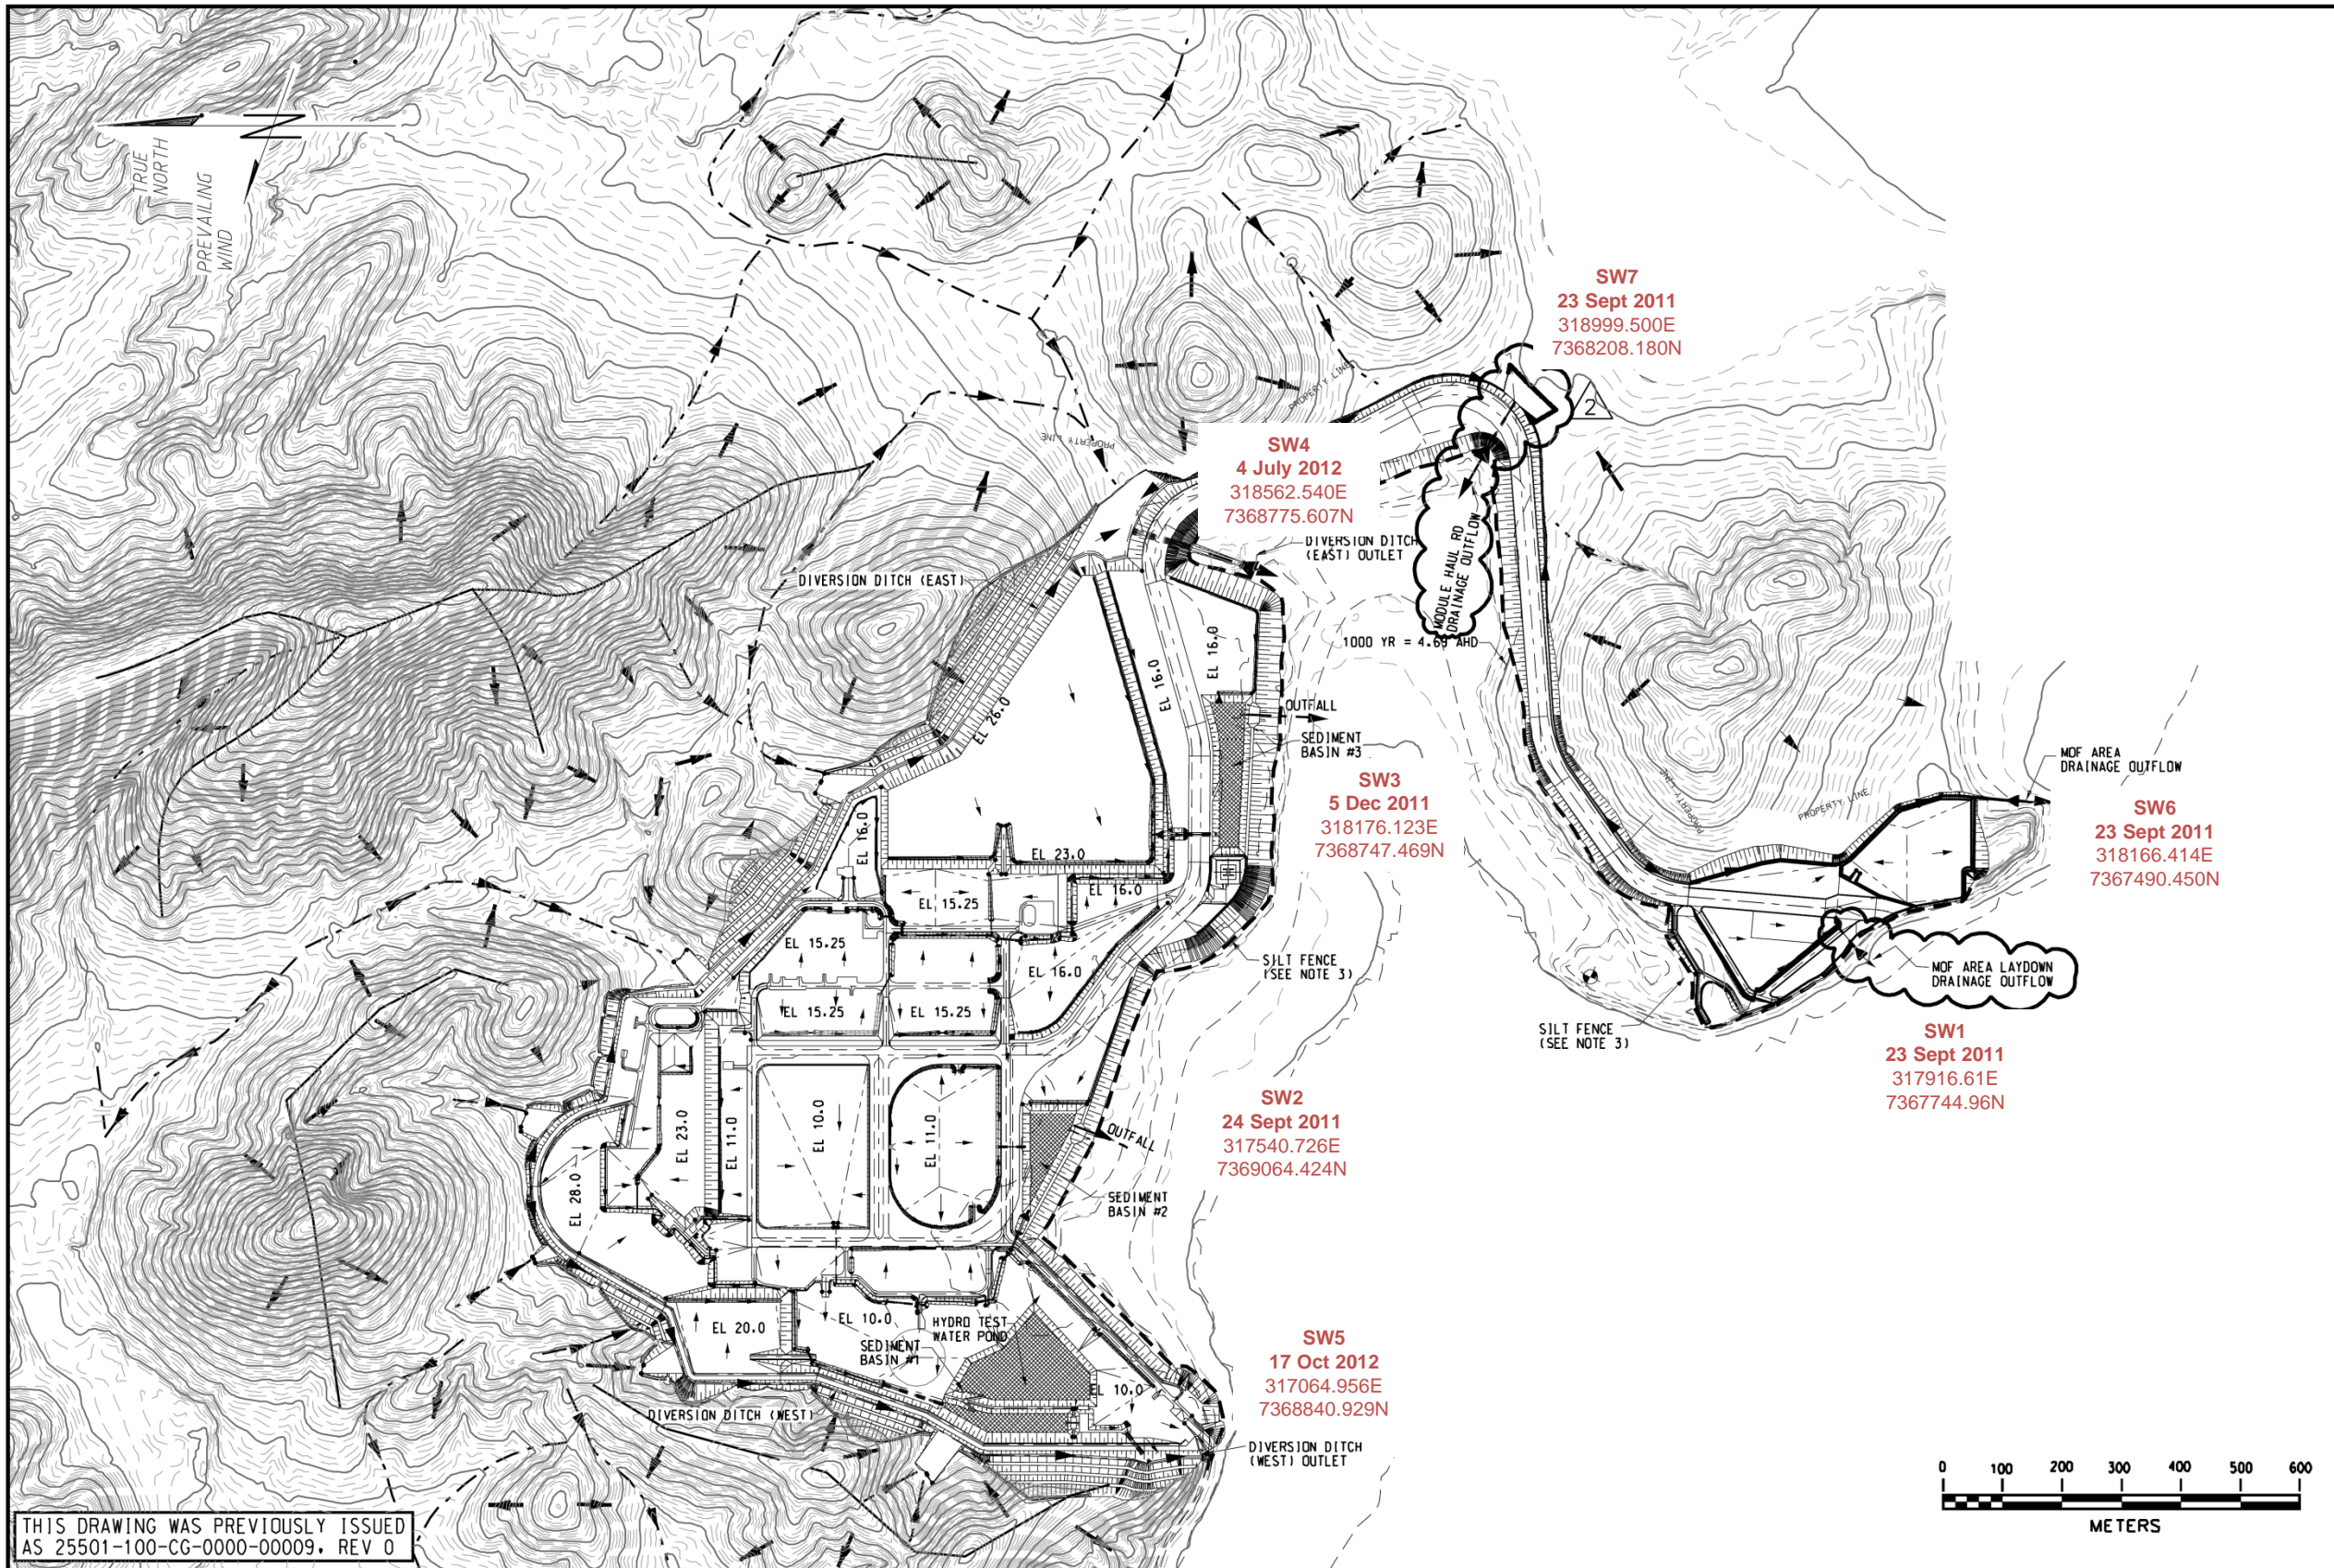 TRUE
NORTH
PREVAILING
WIND
SW7
23 Sept 2011
318999.500E
7368208.180N
2
PROPERTY LINE
PROPERTY LINE
SW4
4 July 2012
318562.540E
7368775.607N
DIVERSION DITCH
(EAST) OUTLET
MODULE HAUL RD
DRAINAGE OUTFLOW
DIVERSION DITCH (EAST)
1000 YR = 4.69 AHD
EL 16.0
EL 16.0
EL 26.0
OUTFALL
SEDIMENT
BASIN #3
SW3
5 Dec 2011
318176.123E
7368747.469N
MOF AREA
DRAINAGE OUTFLOW
PROPERTY LINE
PROPERTY LINE
SW6
23 Sept 2011
318166.414E
7367490.450N
EL 16.0
EL 23.0
EL 16.0
EL 15.25
EL 15.25
EL 16.0
SILT FENCE
(SEE NOTE 3)
MOF AREA LAYDOWN
DRAINAGE OUTFLOW
EL 15.25
EL 15.25
SILT FENCE
(SEE NOTE 3)
SW1
23 Sept 2011
317916.61E
7367744.96N
SW2
24 Sept 2011
317540.726E
7369064.424N
EL 28.0
EL 23.0
EL 11.0
EL 10.0
EL 11.0
OUTFALL
SEDIMENT
BASIN #2
EL 20.0
EL 10.0
HYDRO TEST
WATER POND
SEDIMENT
BASIN #1
SW5
17 Oct 2012
317064.956E
7368840.929N
EL 10.0
DIVERSION DITCH (WEST)
DIVERSION DITCH
(WEST) OUTLET
0 100 200 300 400 500 600
METERS
THIS DRAWING WAS PREVIOUSLY ISSUED
AS 25501-100-CG-0000-00009, REV 0